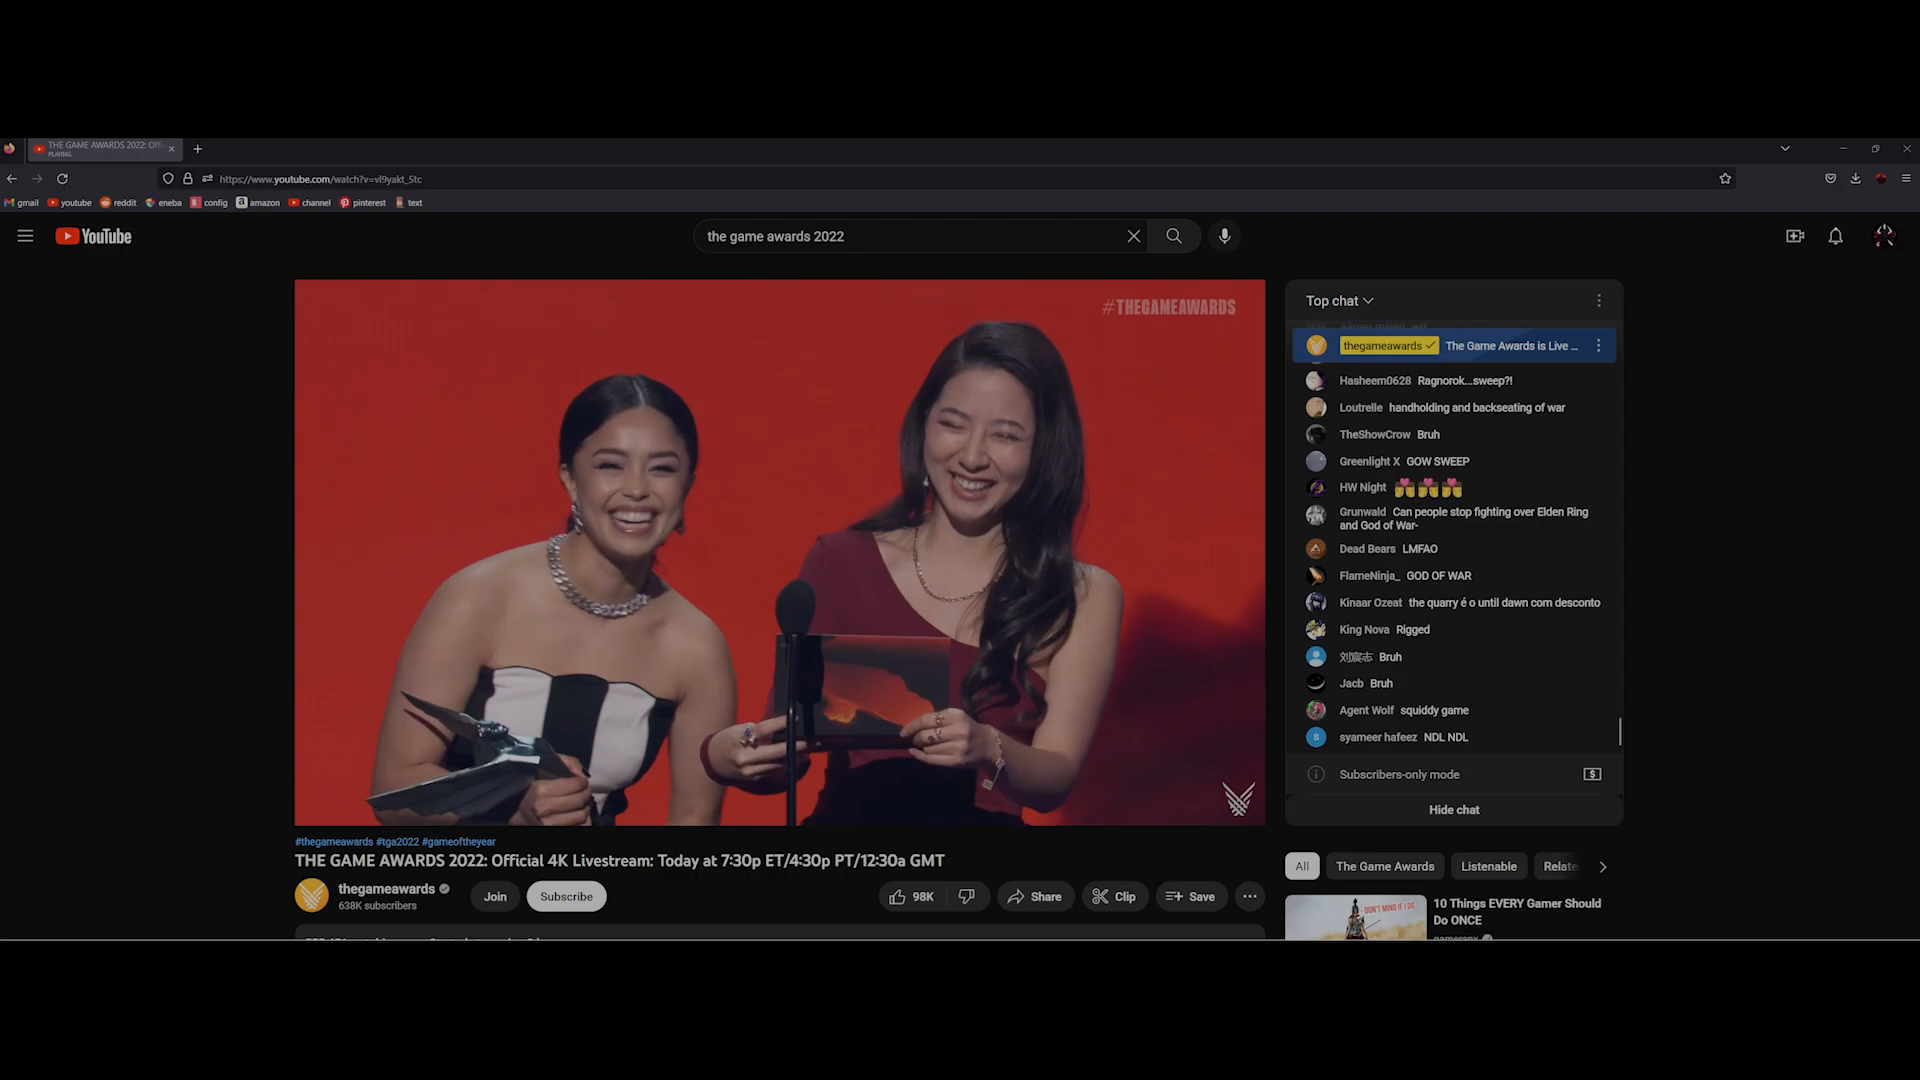 THE GAME AWARDS 2022: Offi
PLAYING
https://www.youtube.com/watch?v=vl9yakt_5tc
gmail youtube reddit eneba config amazon channel pinterest text
YouTube
the game awards 2022
#THEGAMEAWARDS
Top chat
thegameawards The Game Awards is Live ...
Hasheem0628 Ragnorok...sweep?!
Loutrelle handholding and backseating of war
TheShowCrow Bruh
Greenlight X GOW SWEEP
HW Night
Grunwald Can people stop fighting over Elden Ring
and God of War-
Dead Bears LMFAO
FlameNinja_ GOD OF WAR
Kinaar Ozeat the quarry é o until dawn com desconto
King Nova Rigged
刘宸志 Bruh
Jacb Bruh
Agent Wolf squiddy game
S syameer hafeez NDL NDL
Subscribers-only mode
Hide chat
#thegameawards #tga2022 #gameoftheyear
THE GAME AWARDS 2022: Official 4K Livestream: Today at 7:30p ET/4:30p PT/12:30a GMT
thegameawards
638K subscribers
Join
Subscribe
98K
Share
Clip
Save
All
The Game Awards
Listenable
Relate
- DON'T MIND IF I DO
10 Things EVERY Gamer Should
Do ONCE
gameranx